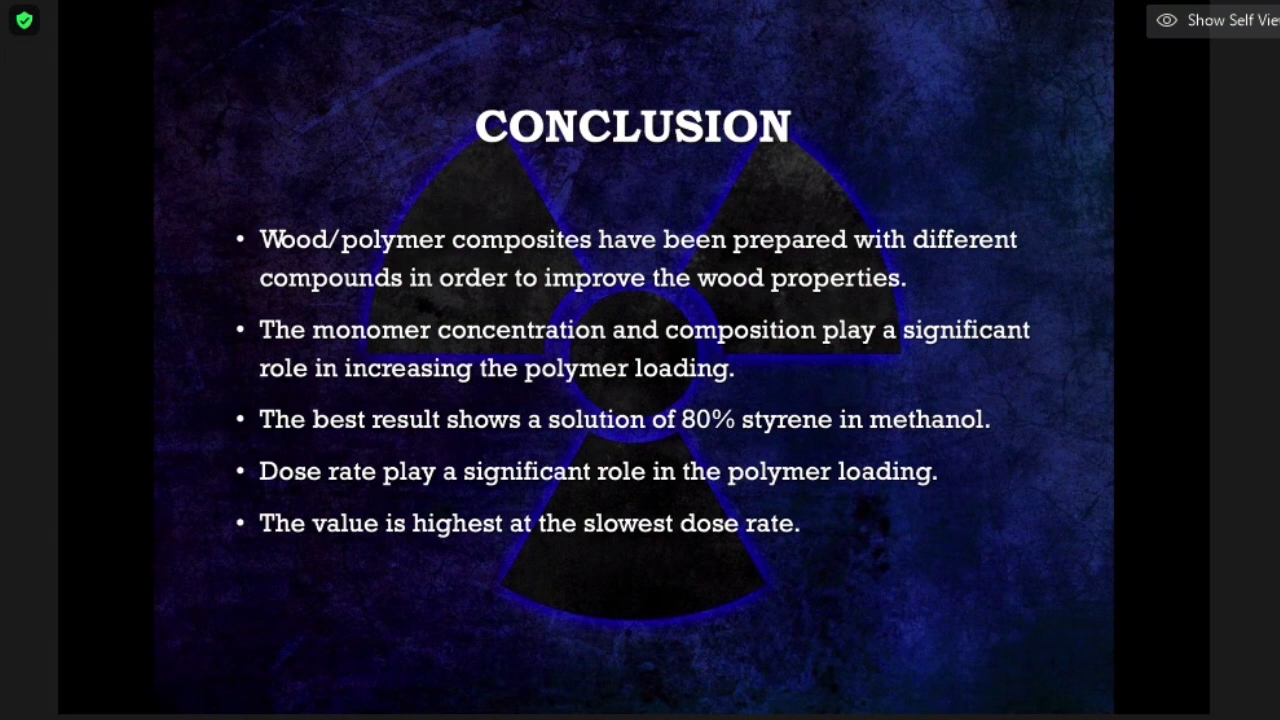 Show Self Vie
CONCLUSION
• Wood/polymer composites have been prepared with different
compounds in order to improve the wood properties.
• The monomer concentration and composition play a significant
role in increasing the polymer loading.
• The best result shows a solution of 80% styrene in methanol.
• Dose rate play a significant role in the polymer loading.
• The value is highest at the slowest dose rate.